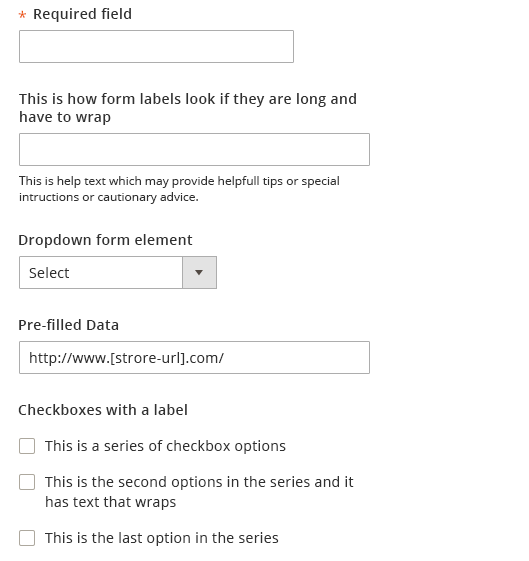 * Required field
This is how form labels look if they are long and
have to wrap
This is help text which may provide helpfull tips or special
intructions or cautionary advice.
Dropdown form element
Select
Pre-filled Data
http://www.[strore-url].com/
Checkboxes with a label
This is a series of checkbox options
This is the second options in the series and it
has text that wraps
This is the last option in the series